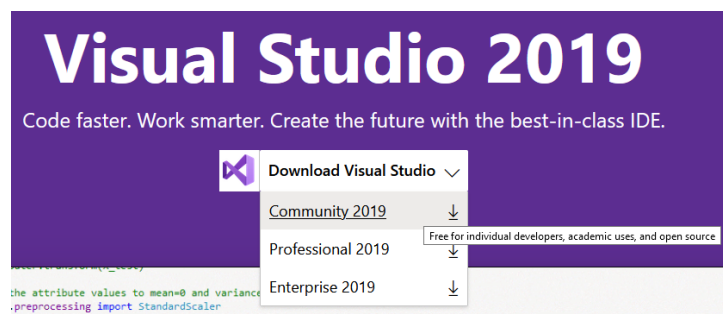 Visual Studio 2019
Code faster. Work smarter. Create the future with the best-in-class IDE.
Download Visual Studio
Community 2019
Free for individual developers, academic uses, and open source
Professional 2019
Enterprise 2019
the attribute values to mean=0 and variance
.preprocessing import StandardScaler